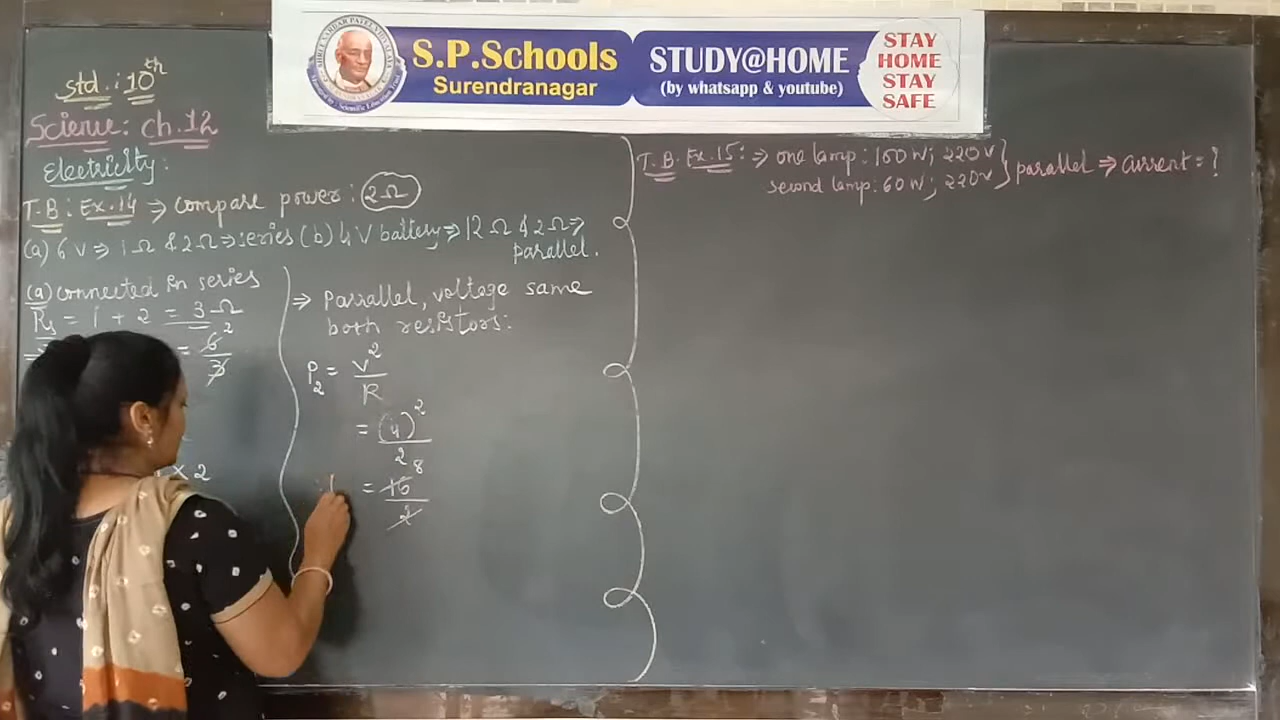 S.P.Schools
Surendranagar
STUDY@HOME
(by whatsapp & youtube)
STAY
HOME
STAY
SAFE
Std. : 10th
Science: Ch.12
Electricity:
T.B: Ex.14 ⇒ compare power: 2Ω
(a) 6 V ⇒ 1Ω & 2Ω ⇒ series (b) 4V battery ⇒ 12Ω & 2Ω ⇒
parallel.
(a) connected in series
Rs = 1 + 2 = 3Ω
= 6 2
3
× 2
⇒ Parallel, voltage same
both resistors:
P2 = V2
R
= (4)2
2
= 16 8
2
T.B. Ex.15: ⇒ one lamp: 100W; 220V
second lamp: 60W; 220V
} parallel ⇒ current = ?